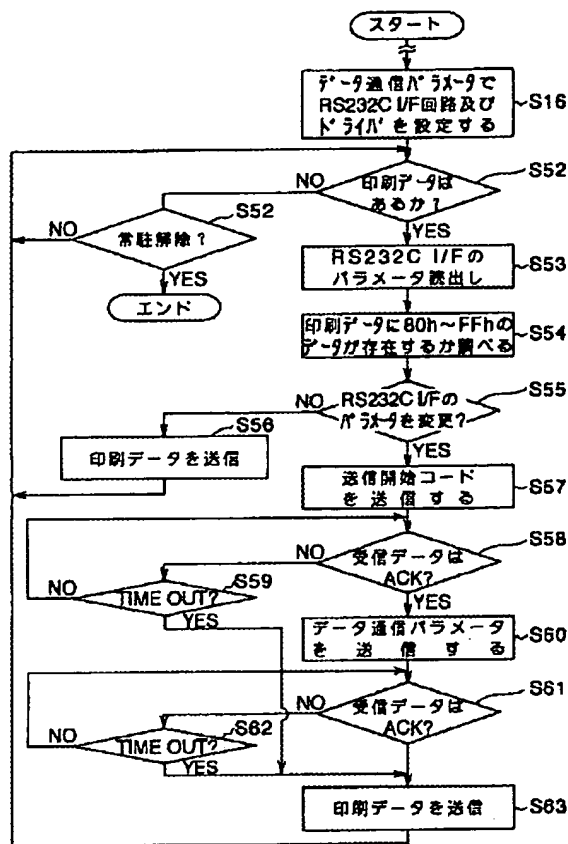 スタート
データ通信パラメータで
RS232C I/F回路及び
ドライバを設定する
S16
印刷データは
あるか?
S52
NO
YES
常駐解除?
S52
NO
YES
エンド
RS232C I/Fの
パラメータ読出し
S53
印刷データに80h~FFhの
データが存在するか調べる
S54
RS232C I/Fの
パラメータを変更?
S55
NO
YES
印刷データを送信
S56
送信開始コード
を送信する
S57
受信データは
ACK?
S58
NO
YES
TIME OUT?
S59
NO
YES
データ通信パラメータ
を送信する
S60
受信データは
ACK?
S61
NO
TIME OUT?
S62
NO
YES
印刷データを送信
S63